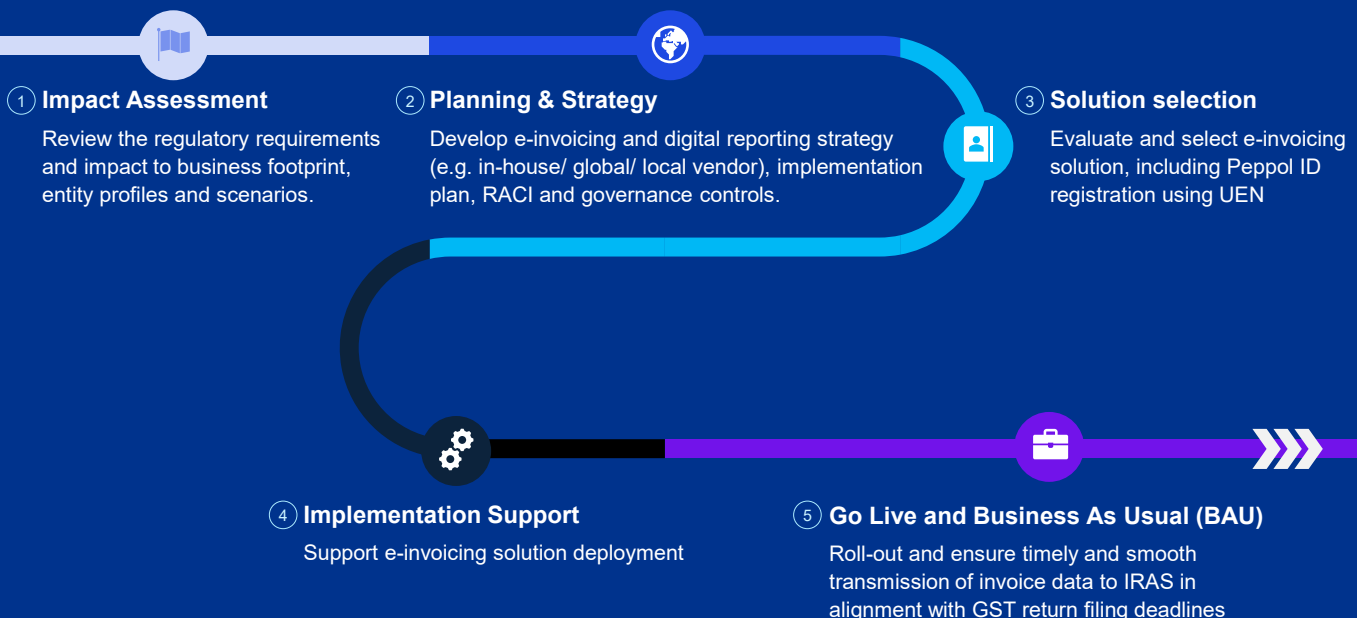 1 Impact Assessment
Review the regulatory requirements
and impact to business footprint,
entity profiles and scenarios.
2 Planning & Strategy
Develop e-invoicing and digital reporting strategy
(e.g. in-house/ global/ local vendor), implementation
plan, RACI and governance controls.
3 Solution selection
Evaluate and select e-invoicing
solution, including Peppol ID
registration using UEN
4 Implementation Support
Support e-invoicing solution deployment
5 Go Live and Business As Usual (BAU)
Roll-out and ensure timely and smooth
transmission of invoice data to IRAS in
alignment with GST return filing deadlines